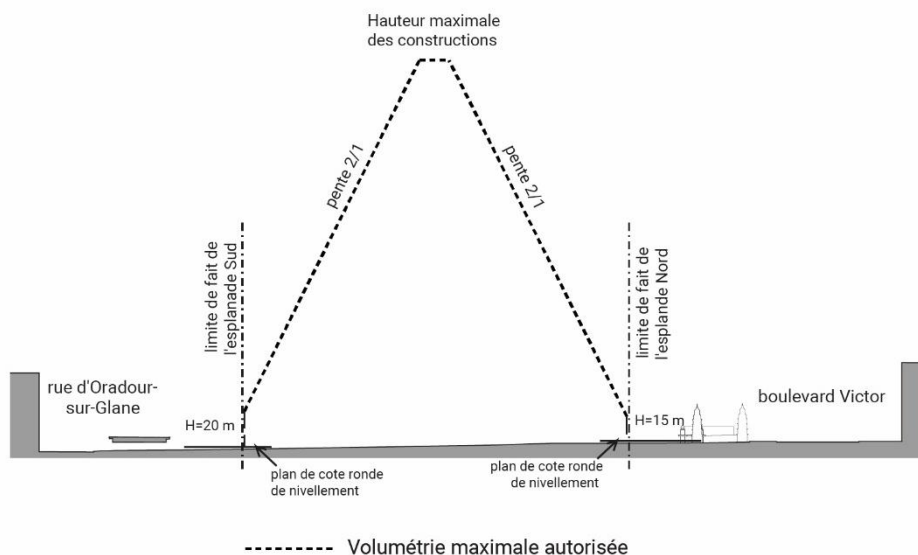 Hauteur maximale
des constructions
pente 2/1
pente 2/1
limite de fait de
l'esplanade Sud
limite de fait de
l'esplande Nord
rue d'Oradour-
sur-Glane
boulevard Victor
H=20 m
H=15 m
plan de cote ronde
de nivellement
plan de cote ronde
de nivellement
Volumétrie maximale autorisée